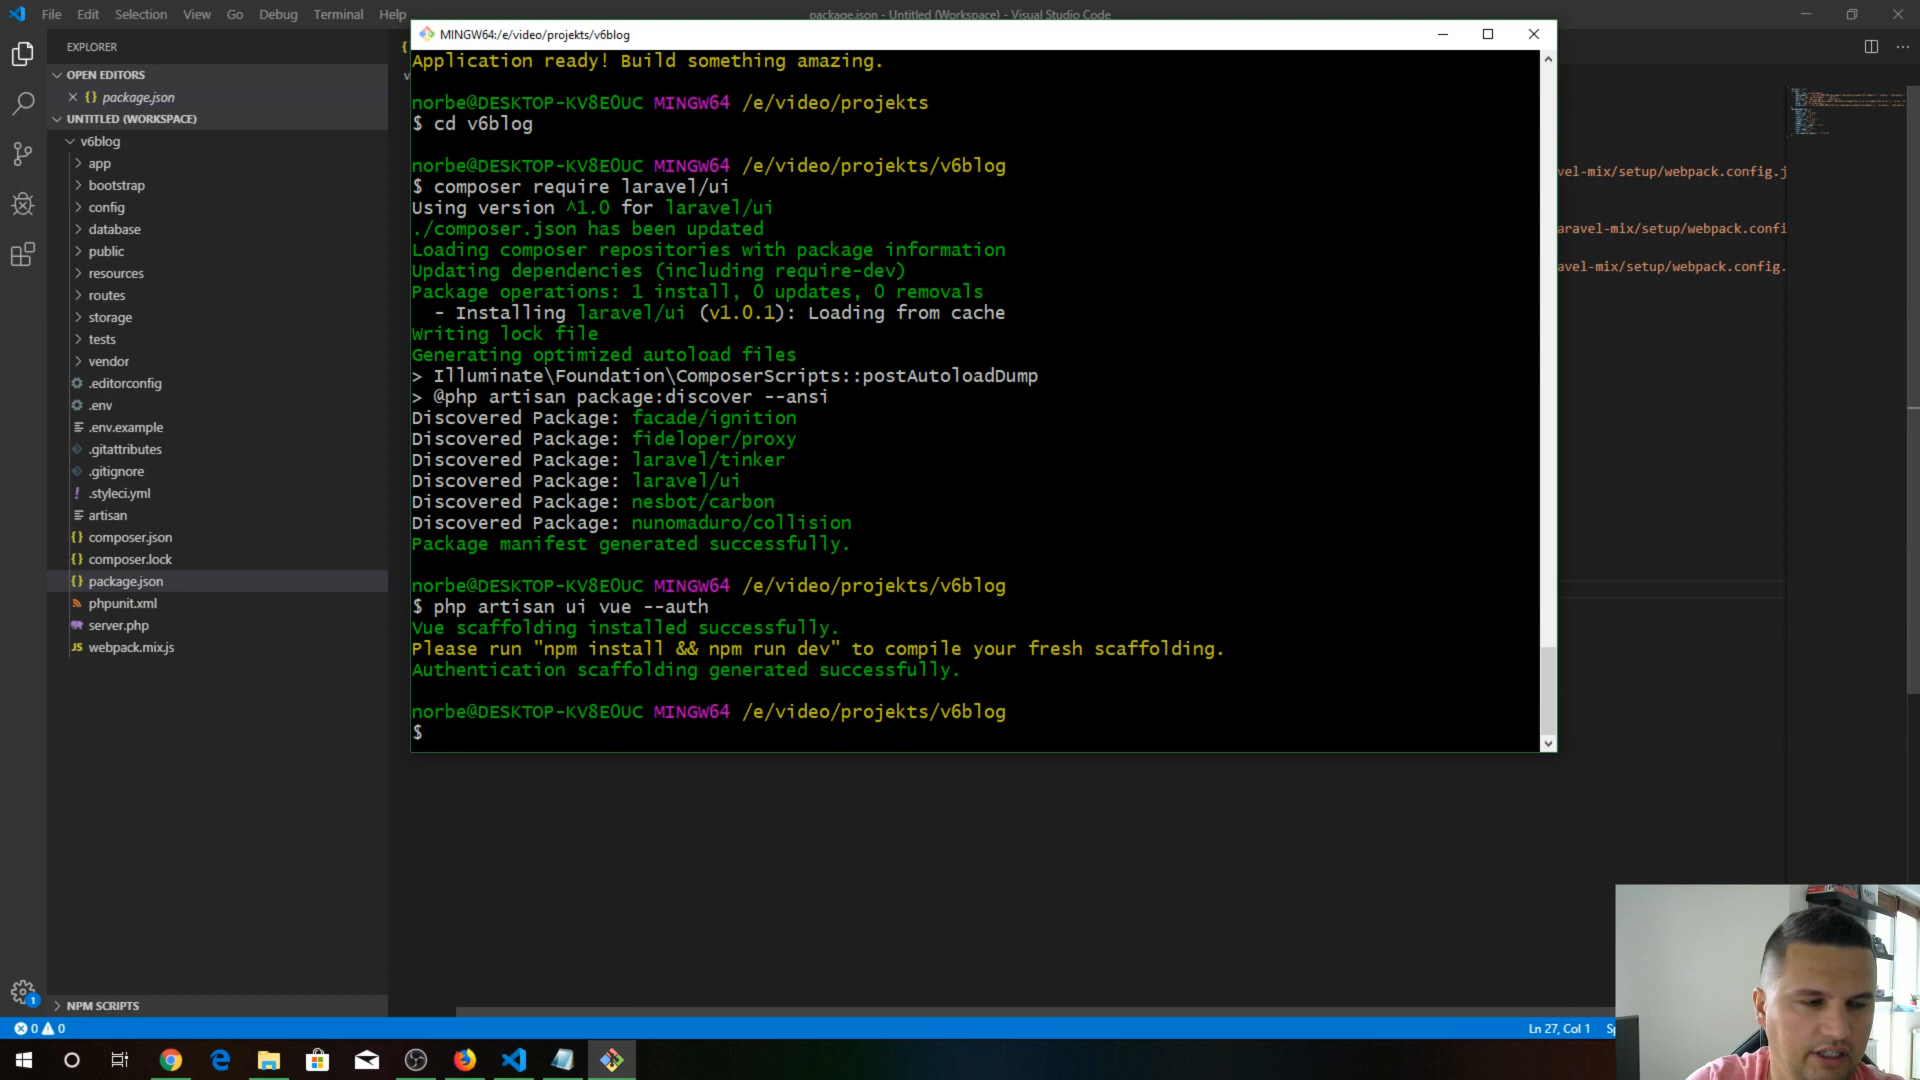 File Edit Selection View Go Debug Terminal Help
package.json - Untitled (Workspace) - Visual Studio Code
EXPLORER
OPEN EDITORS
{} package.json
UNTITLED (WORKSPACE)
v6blog
app
bootstrap
config
database
public
resources
routes
storage
tests
vendor
.editorconfig
.env
.env.example
.gitattributes
.gitignore
! .styleci.yml
artisan
{} composer.json
{} composer.lock
{} package.json
phpunit.xml
server.php
JS webpack.mix.js
NPM SCRIPTS
MINGW64:/e/video/projekts/v6blog
Application ready! Build something amazing.
norbe@DESKTOP-KV8E0UC MINGW64 /e/video/projekts
$ cd v6blog
norbe@DESKTOP-KV8E0UC MINGW64 /e/video/projekts/v6blog
$ composer require laravel/ui
Using version ^1.0 for laravel/ui
./composer.json has been updated
Loading composer repositories with package information
Updating dependencies (including require-dev)
Package operations: 1 install, 0 updates, 0 removals
- Installing laravel/ui (v1.0.1): Loading from cache
Writing lock file
Generating optimized autoload files
> Illuminate\Foundation\ComposerScripts::postAutoloadDump
> @php artisan package:discover --ansi
Discovered Package: facade/ignition
Discovered Package: fideloper/proxy
Discovered Package: laravel/tinker
Discovered Package: laravel/ui
Discovered Package: nesbot/carbon
Discovered Package: nunomaduro/collision
Package manifest generated successfully.
norbe@DESKTOP-KV8E0UC MINGW64 /e/video/projekts/v6blog
$ php artisan ui vue --auth
Vue scaffolding installed successfully.
Please run "npm install && npm run dev" to compile your fresh scaffolding.
Authentication scaffolding generated successfully.
norbe@DESKTOP-KV8E0UC MINGW64 /e/video/projekts/v6blog
$
vel-mix/setup/webpack.config.j
aravel-mix/setup/webpack.confi
avel-mix/setup/webpack.config.
1
0 0
Ln 27, Col 1